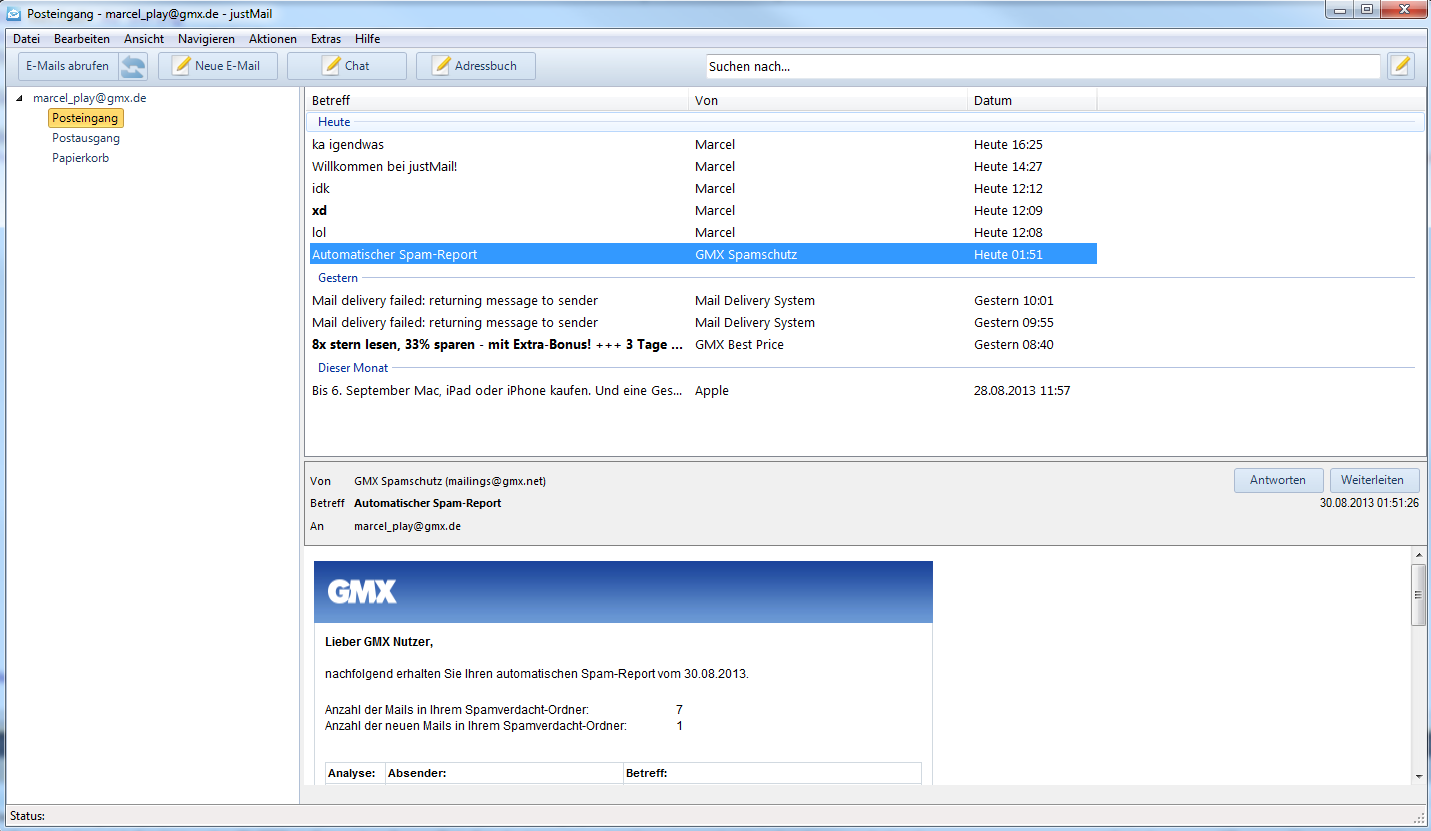 Posteingang - marcel_play@gmx.de - justMail
Datei Bearbeiten Ansicht Navigieren Aktionen Extras Hilfe
E-Mails abrufen Neue E-Mail Chat Adressbuch Suchen nach...
marcel_play@gmx.de
Posteingang
Postausgang
Papierkorb
Betreff Von Datum
Heute
ka igendwas Marcel Heute 16:25
Willkommen bei justMail! Marcel Heute 14:27
idk Marcel Heute 12:12
xd Marcel Heute 12:09
lol Marcel Heute 12:08
Automatischer Spam-Report GMX Spamschutz Heute 01:51
Gestern
Mail delivery failed: returning message to sender Mail Delivery System Gestern 10:01
Mail delivery failed: returning message to sender Mail Delivery System Gestern 09:55
8x stern lesen, 33% sparen - mit Extra-Bonus! +++ 3 Tage ... GMX Best Price Gestern 08:40
Dieser Monat
Bis 6. September Mac, iPad oder iPhone kaufen. Und eine Ges... Apple 28.08.2013 11:57
Von GMX Spamschutz (mailings@gmx.net) Antworten Weiterleiten
Betreff Automatischer Spam-Report 30.08.2013 01:51:26
An marcel_play@gmx.de
GMX
Lieber GMX Nutzer,
nachfolgend erhalten Sie Ihren automatischen Spam-Report vom 30.08.2013.
Anzahl der Mails in Ihrem Spamverdacht-Ordner: 7
Anzahl der neuen Mails in Ihrem Spamverdacht-Ordner: 1
Analyse: Absender: Betreff:
Status: